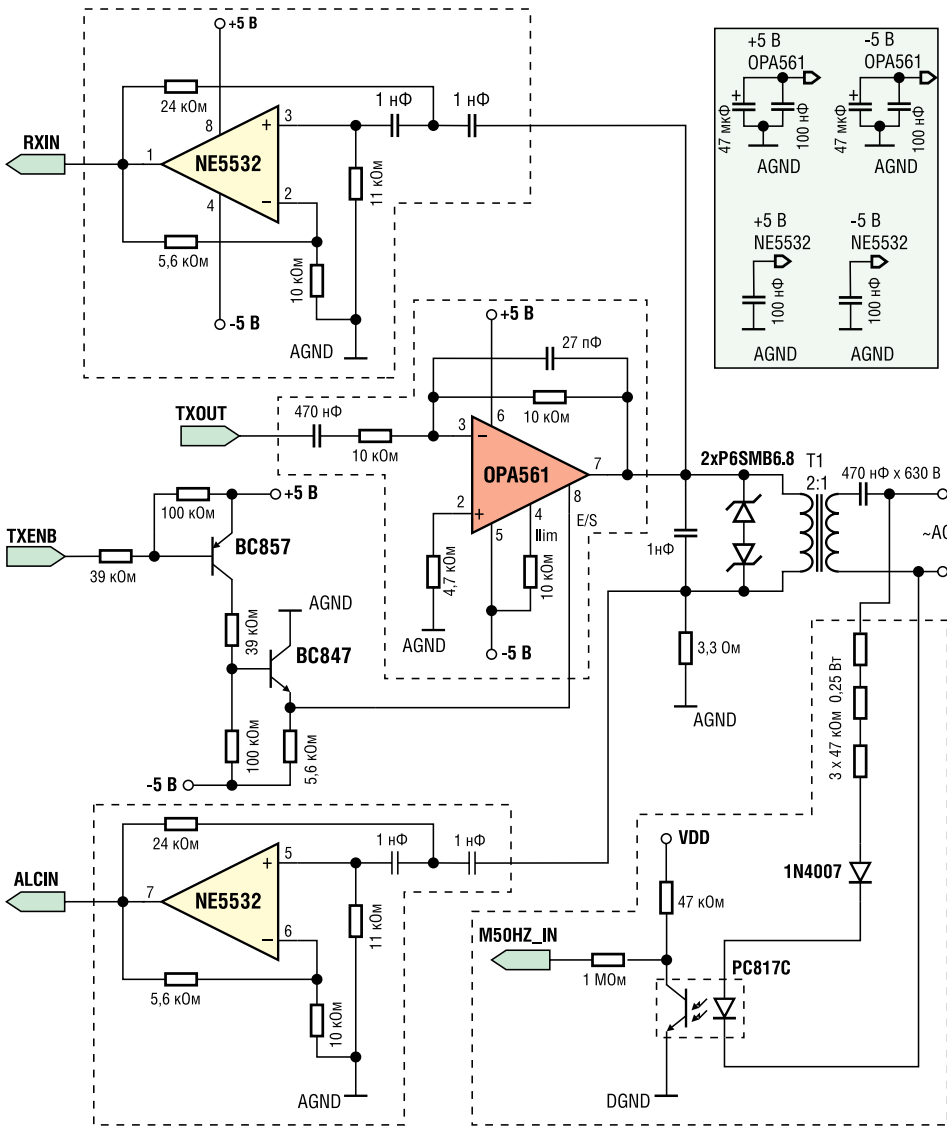 +5 В
24 кОм
1 нФ
1 нФ
8
3
+
RXIN
1
NE5532
11 кОм
2
−
4
5,6 кОм
10 кОм
-5 В
AGND
+5 В
OPA561
-5 В
OPA561
+
47 мкФ
100 нФ
+
47 мкФ
100 нФ
AGND
AGND
+5 В
NE5532
-5 В
NE5532
100 нФ
100 нФ
AGND
AGND
+5 В
27 пФ
TXOUT
470 нФ
10 кОм
6
10 кОм
3
−
OPA561
7
2
+
8
E/S
4
Ilim
5
4,7 кОм
10 кОм
AGND
-5 В
2xP6SMB6.8
T1
2:1
470 нФ х 630 В
1нФ
~AC
3,3 Ом
AGND
+5 В
100 кОм
TXENB
BC857
39 кОм
AGND
39 кОм
BC847
100 кОм
5,6 кОм
-5 В
3 x 47 кОм 0,25 Вт
24 кОм
1 нФ
1 нФ
5
+
ALCIN
7
NE5532
11 кОм
6
−
5,6 кОм
10 кОм
AGND
VDD
1N4007
47 кОм
M50HZ_IN
1 МОм
PC817C
DGND